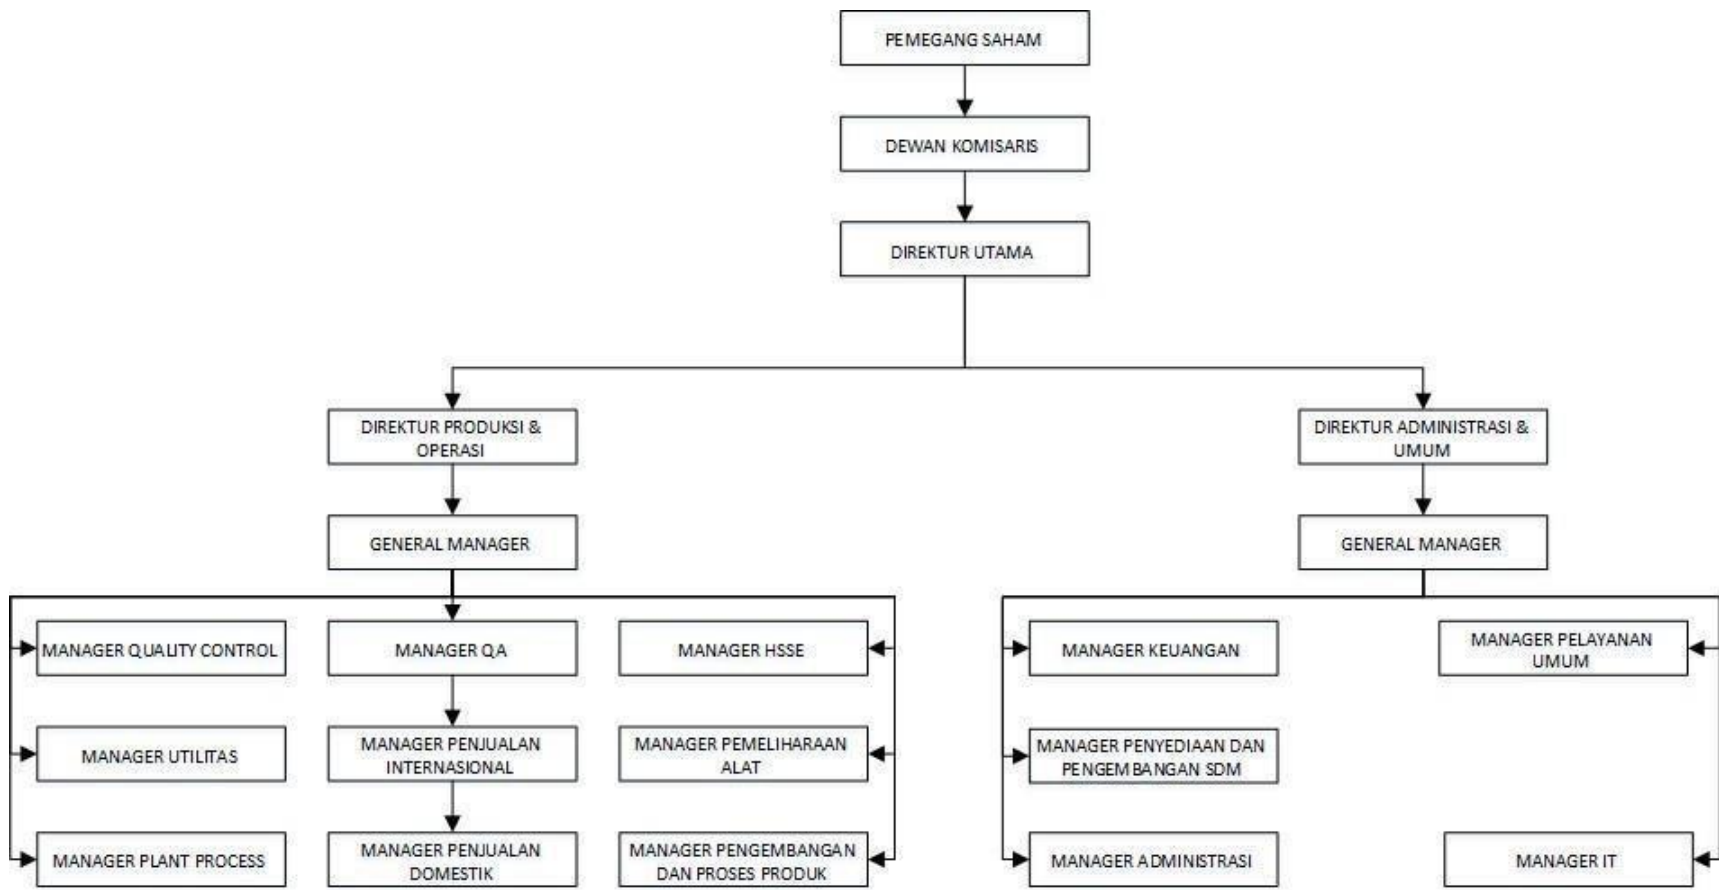 PEMEGANG SAHAM
DEWAN KOMISARIS
DIREKTUR UTAMA
DIREKTUR PRODUKSI &
OPERASI
DIREKTUR ADMINISTRASI &
UMUM
GENERAL MANAGER
GENERAL MANAGER
MANAGER QUALITY CONTROL
MANAGER QA
MANAGER HSSE
MANAGER KEUANGAN
MANAGER PELAYANAN
UMUM
MANAGER UTILITAS
MANAGER PENJUALAN
INTERNASIONAL
MANAGER PEMELIHARAAN
ALAT
MANAGER PENYEDIAAN DAN
PENGEMBANGAN SDM
MANAGER PLANT PROCESS
MANAGER PENJUALAN
DOMESTIK
MANAGER PENGEMBANGAN
DAN PROSES PRODUK
MANAGER ADMINISTRASI
MANAGER IT